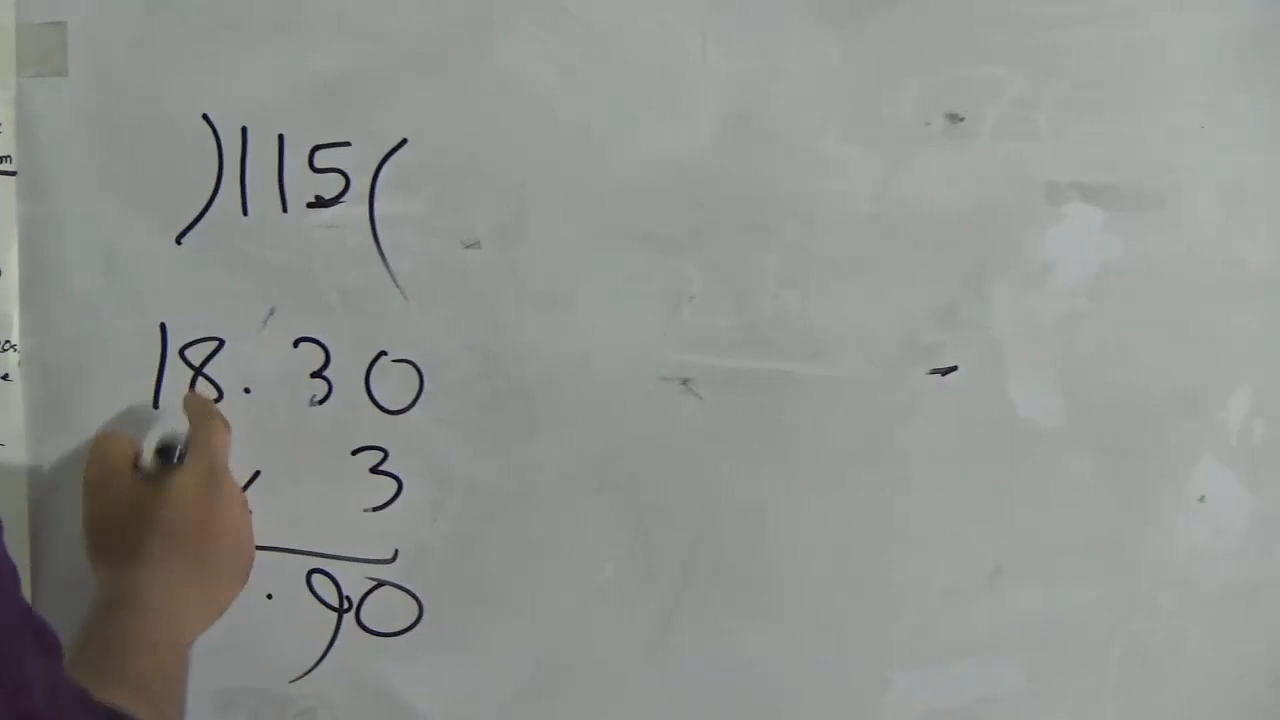 )115(
18.30
× 3
.90